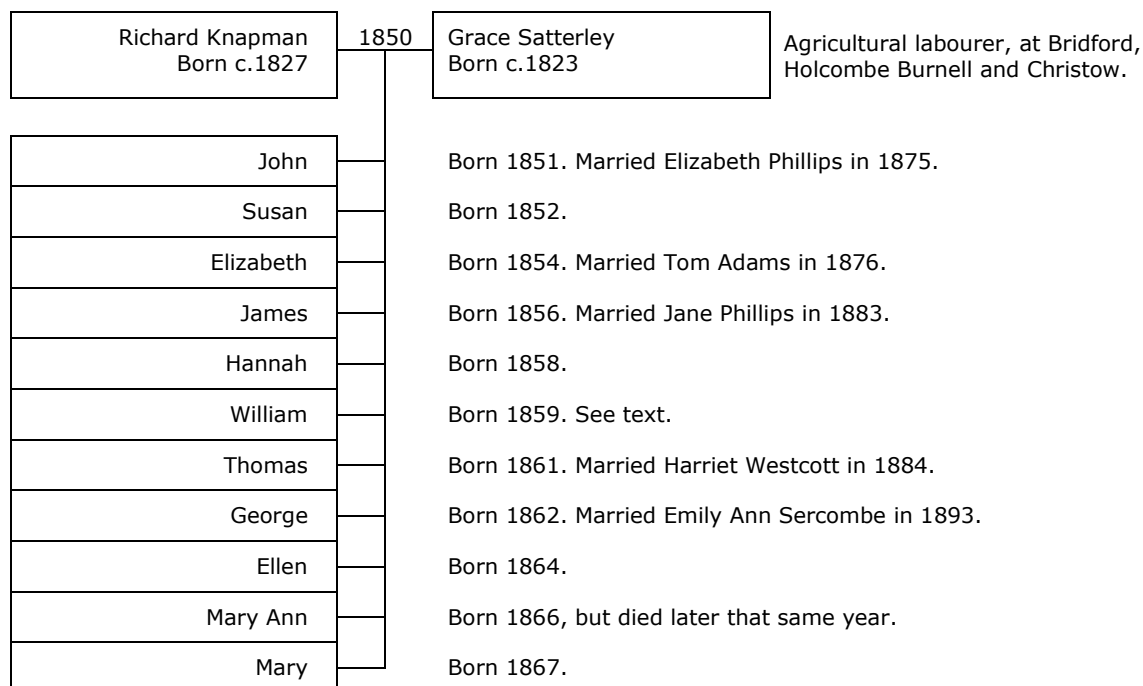 Richard Knapman 1850 Grace Satterley
Born c.1827 Born c.1823
Agricultural labourer, at Bridford,
Holcombe Burnell and Christow.
John Born 1851. Married Elizabeth Phillips in 1875.
Susan Born 1852.
Elizabeth Born 1854. Married Tom Adams in 1876.
James Born 1856. Married Jane Phillips in 1883.
Hannah Born 1858.
William Born 1859. See text.
Thomas Born 1861. Married Harriet Westcott in 1884.
George Born 1862. Married Emily Ann Sercombe in 1893.
Ellen Born 1864.
Mary Ann Born 1866, but died later that same year.
Mary Born 1867.